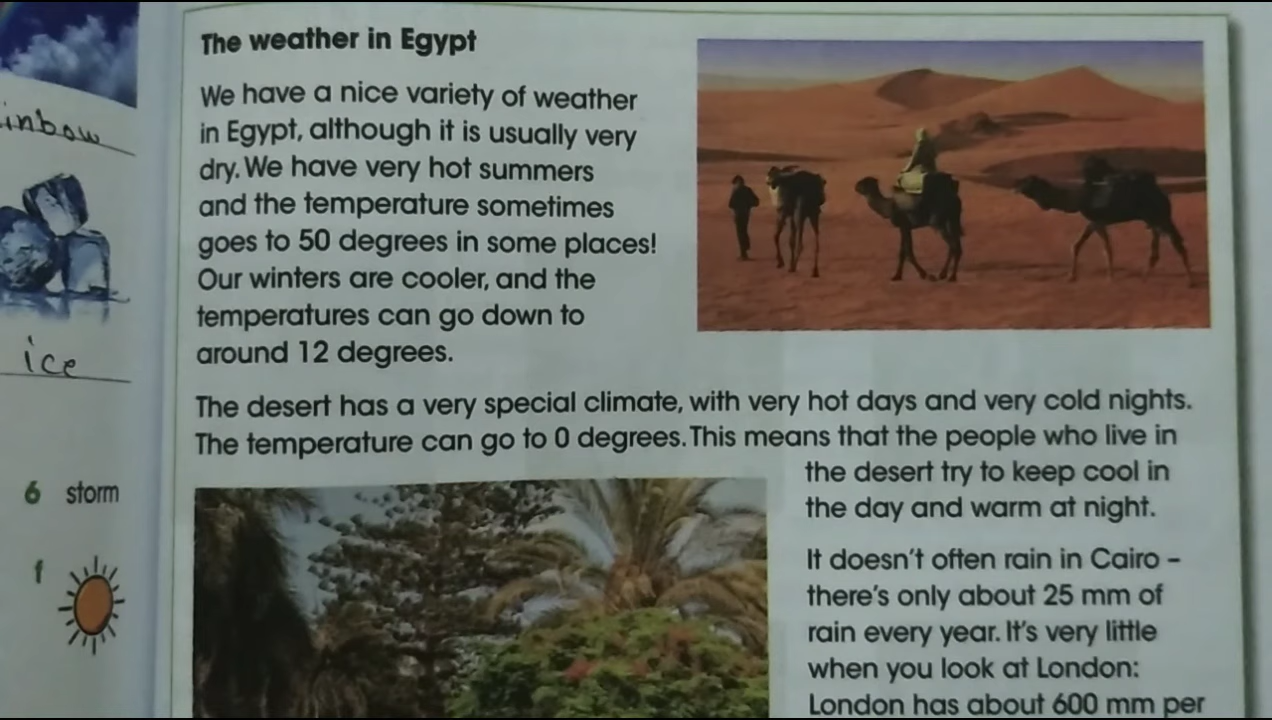 The weather in Egypt
We have a nice variety of weather
in Egypt, although it is usually very
dry. We have very hot summers
and the temperature sometimes
goes to 50 degrees in some places!
Our winters are cooler, and the
temperatures can go down to
around 12 degrees.
The desert has a very special climate, with very hot days and very cold nights.
The temperature can go to 0 degrees. This means that the people who live in
the desert try to keep cool in
the day and warm at night.
It doesn't often rain in Cairo –
there's only about 25 mm of
rain every year. It's very little
when you look at London:
London has about 600 mm per
inbow
ice
6 storm
f